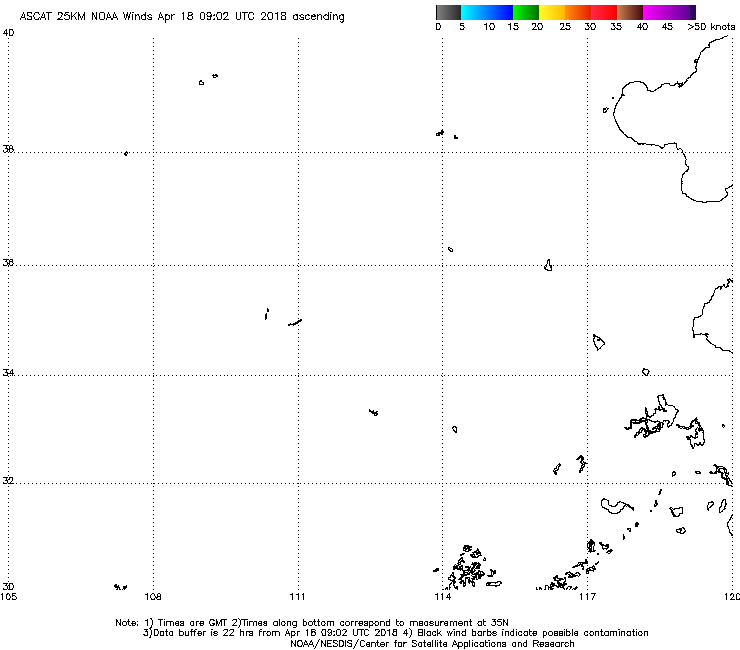 ASCAT 25KM NOAA Winds Apr 18 09:02 UTC 2018 ascending
0 5 10 15 20 25 30 35 40 45 >50 knots
40
38
36
34
32
30
105 108 111 114 117 120
Note: 1) Times are GMT 2)Times along bottom correspond to measurement at 35N
3)Data buffer is 22 hrs from Apr 18 09:02 UTC 2018 4) Black wind barbs indicate possible contamination
NOAA/NESDIS/Center for Satellite Applications and Research